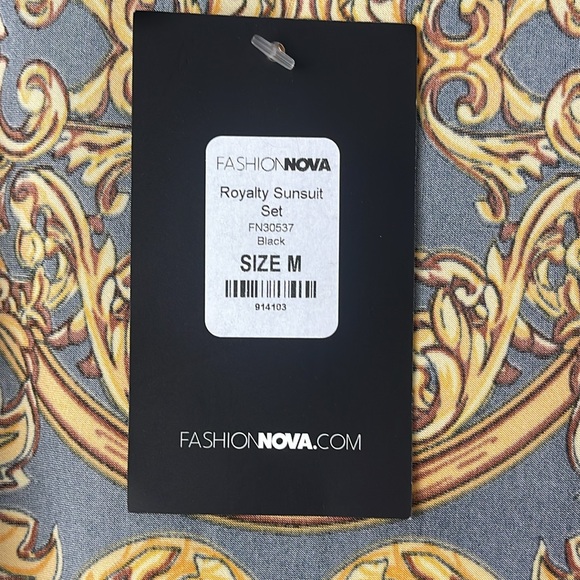 FASHIONNOVA
Royalty Sunsuit
Set
FN30537
Black
SIZE M
914103
FASHIONNOVA.COM